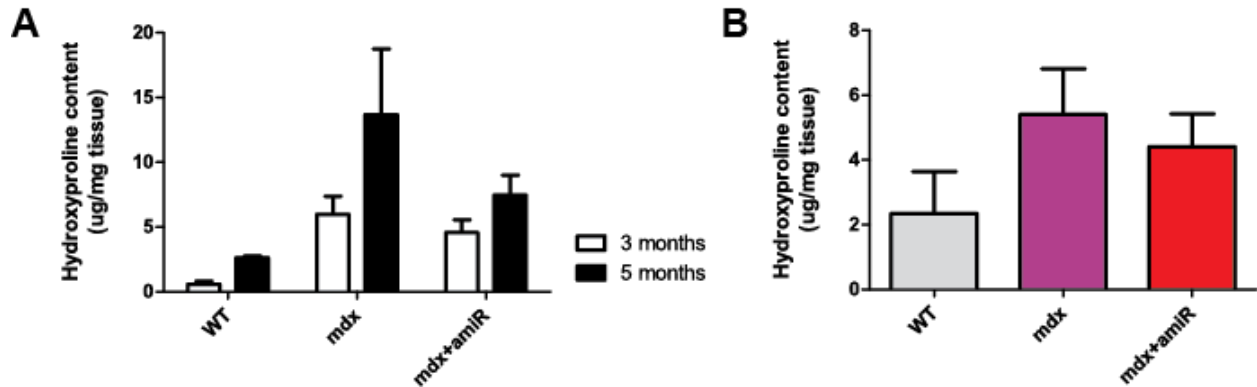 A
Hydroxyproline content
(ug/mg tissue)
20
15
10
5
0
WT
mdx
mdx+amiR
3 months
5 months
B
Hydroxyproline content
(ug/mg tissue)
8
6
4
2
0
WT
mdx
mdx+amiR